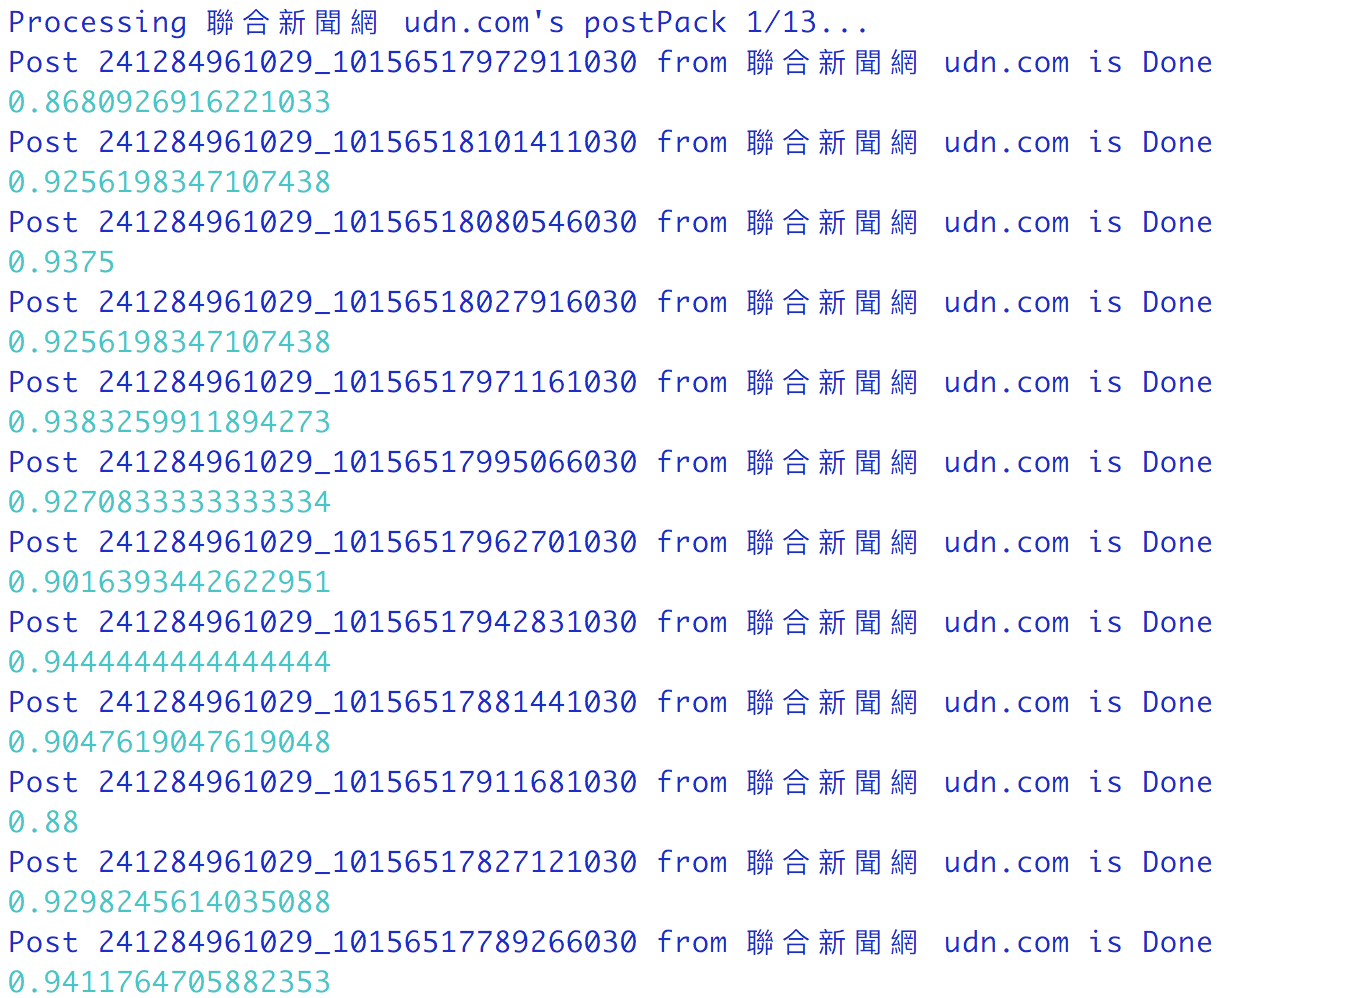 Processing 聯合新聞網 udn.com's postPack 1/13...
Post 241284961029_10156517972911030 from 聯合新聞網 udn.com is Done
0.8680926916221033
Post 241284961029_10156518101411030 from 聯合新聞網 udn.com is Done
0.9256198347107438
Post 241284961029_10156518080546030 from 聯合新聞網 udn.com is Done
0.9375
Post 241284961029_10156518027916030 from 聯合新聞網 udn.com is Done
0.9256198347107438
Post 241284961029_10156517971161030 from 聯合新聞網 udn.com is Done
0.9383259911894273
Post 241284961029_10156517995066030 from 聯合新聞網 udn.com is Done
0.9270833333333334
Post 241284961029_10156517962701030 from 聯合新聞網 udn.com is Done
0.9016393442622951
Post 241284961029_10156517942831030 from 聯合新聞網 udn.com is Done
0.9444444444444444
Post 241284961029_10156517881441030 from 聯合新聞網 udn.com is Done
0.9047619047619048
Post 241284961029_10156517911681030 from 聯合新聞網 udn.com is Done
0.88
Post 241284961029_10156517827121030 from 聯合新聞網 udn.com is Done
0.9298245614035088
Post 241284961029_10156517789266030 from 聯合新聞網 udn.com is Done
0.9411764705882353